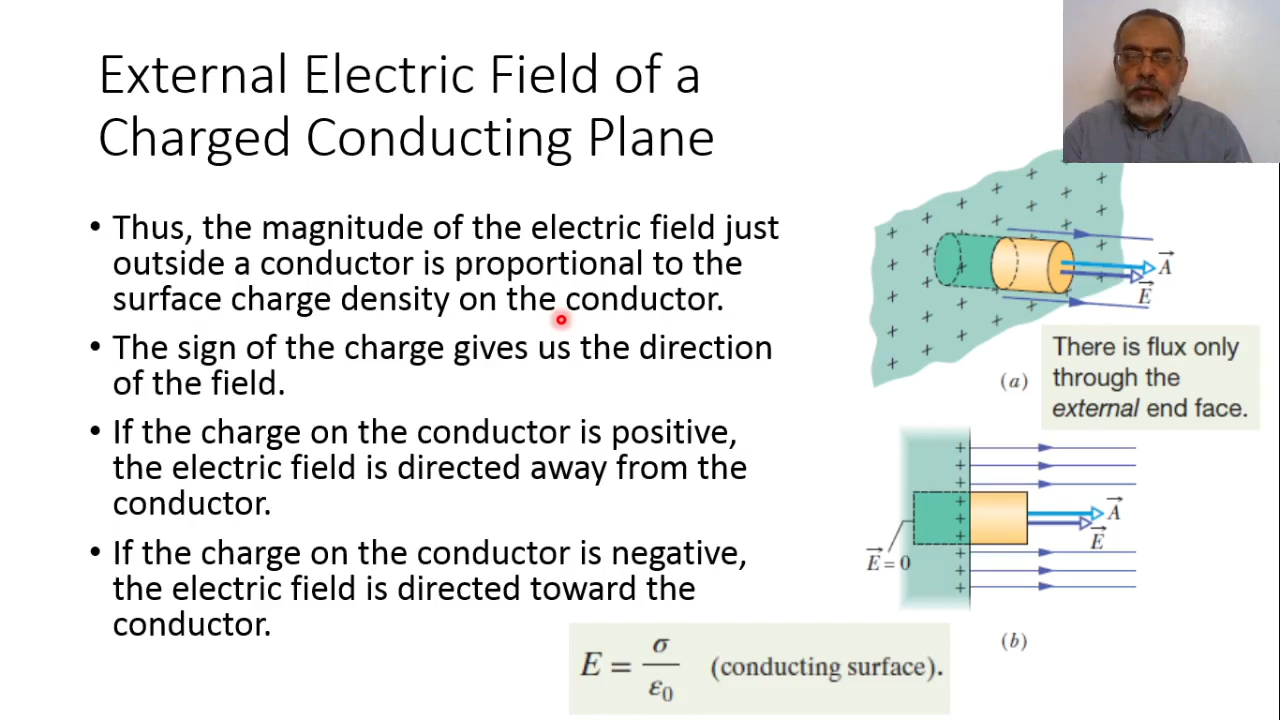 External Electric Field of a
Charged Conducting Plane
• Thus, the magnitude of the electric field just
outside a conductor is proportional to the
surface charge density on the conductor.
• The sign of the charge gives us the direction
of the field.
• If the charge on the conductor is positive,
the electric field is directed away from the
conductor.
• If the charge on the conductor is negative,
the electric field is directed toward the
conductor.
A⃗
E⃗
(a)
There is flux only
through the
external end face.
A⃗
E⃗
E⃗ = 0
(b)
E = σ/ε₀ (conducting surface).